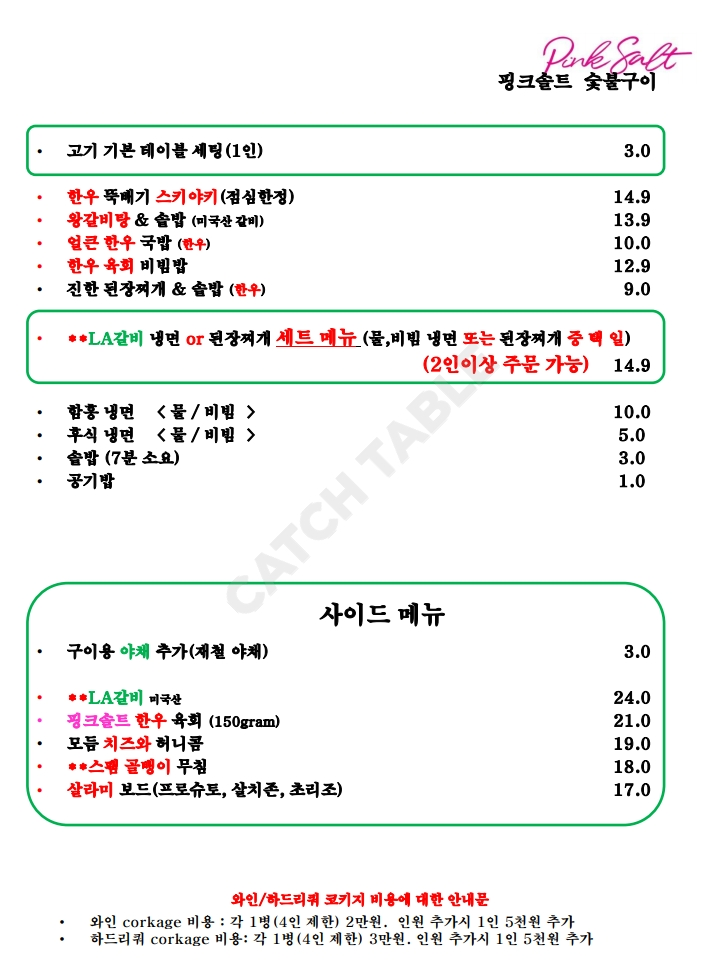 Pink Salt
핑크솔트 숯불구이
• 고기 기본 테이블 세팅(1인) 3.0
• 한우 뚝배기 스키야키(점심한정) 14.9
• 왕갈비탕 & 솥밥 (미국산 갈비) 13.9
• 얼큰 한우 국밥 (한우) 10.0
• 한우 육회 비빔밥 12.9
• 진한 된장찌개 & 솥밥 (한우) 9.0
• **LA갈비 냉면 or 된장찌개 세트 메뉴 (물,비빔 냉면 또는 된장찌개 중 택 일)
(2인이상 주문 가능) 14.9
• 함흥 냉면 < 물 / 비빔 > 10.0
• 후식 냉면 < 물 / 비빔 > 5.0
• 솥밥 (7분 소요) 3.0
• 공기밥 1.0
CATCH TABLE
사이드 메뉴
• 구이용 야채 추가(재철 야채) 3.0
• **LA갈비 미국산 24.0
• 핑크솔트 한우 육회 (150gram) 21.0
• 모듬 치즈와 허니콤 19.0
• **스팸 골뱅이 무침 18.0
• 살라미 보드(프로슈토, 살치존, 초리조) 17.0
와인/하드리쿼 코키지 비용에 대한 안내문
• 와인 corkage 비용 : 각 1병(4인 제한) 2만원. 인원 추가시 1인 5천원 추가
• 하드리쿼 corkage 비용: 각 1병(4인 제한) 3만원. 인원 추가시 1인 5천원 추가